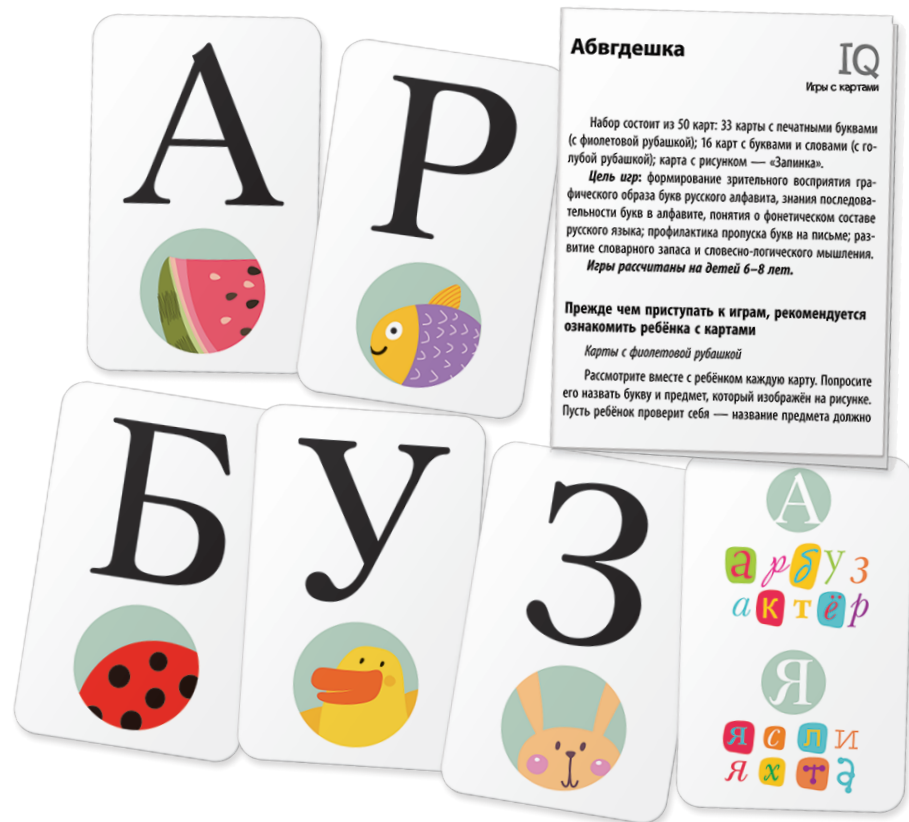 А
Р
Абвгдешка
IQ
Игры с картами
Набор состоит из 50 карт: 33 карты с печатными буквами
(с фиолетовой рубашкой); 16 карт с буквами и словами (с го-
лубой рубашкой); карта с рисунком — «Запинка».
Цель игр: формирование зрительного восприятия гра-
фического образа букв русского алфавита, знания последова-
тельности букв в алфавите, понятия о фонетическом составе
русского языка; профилактика пропуска букв на письме; раз-
витие словарного запаса и словесно-логического мышления.
Игры рассчитаны на детей 6–8 лет.
Прежде чем приступать к играм, рекомендуется
ознакомить ребёнка с картами
Карты с фиолетовой рубашкой
Рассмотрите вместе с ребёнком каждую карту. Попросите
его назвать букву и предмет, который изображён на рисунке.
Пусть ребёнок проверит себя — название предмета должно
Б
У
З
А
арбуз
актёр
Я
ясли
яхта